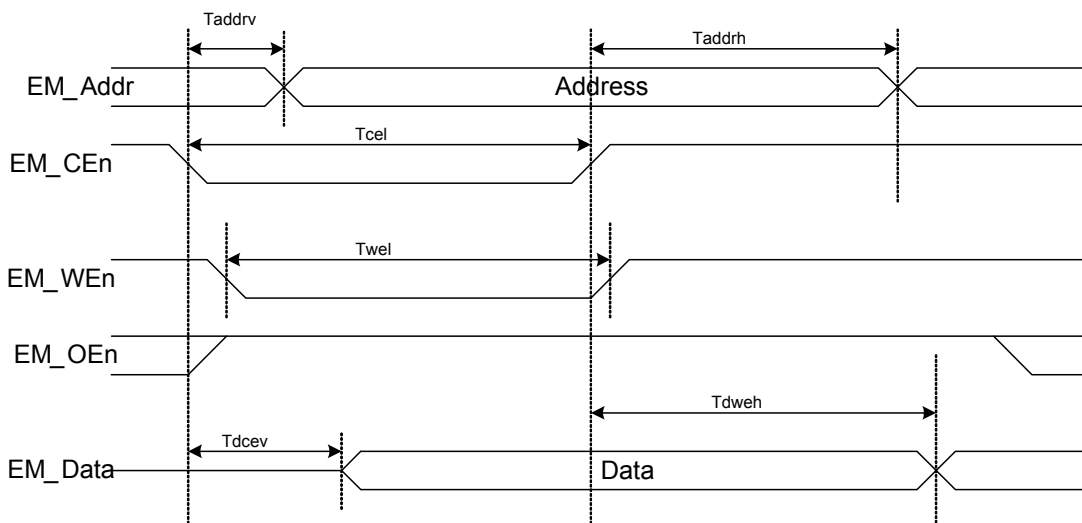 Taddrv
Taddrh
EM_Addr
Address
Tcel
EM_CEn
Twel
EM_WEn
EM_OEn
Tdweh
Tdcev
EM_Data
Data